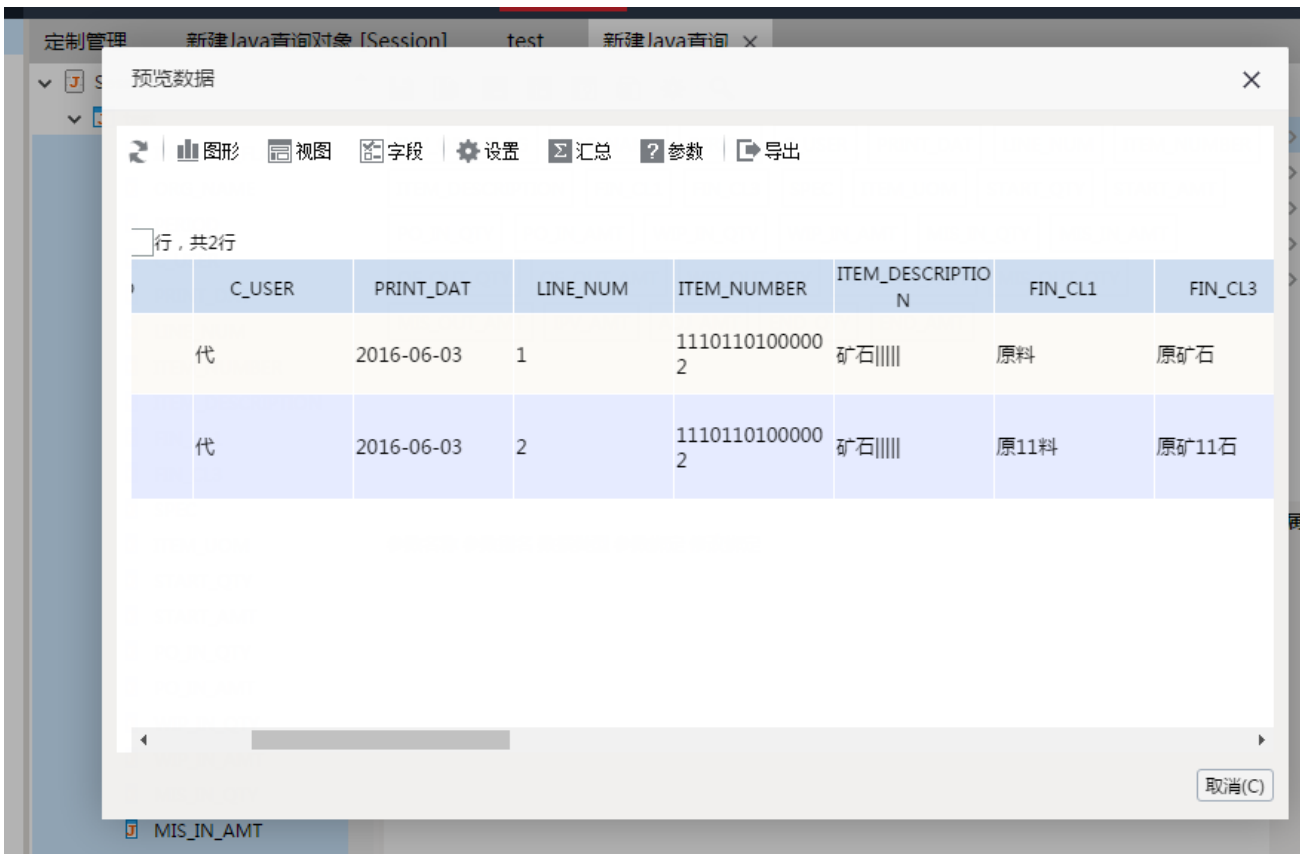 定制管理 新建Java查询对象 [Session] test 新建Java查询
预览数据
图形 视图 字段 设置 汇总 参数 导出
行，共2行
C_USER PRINT_DAT LINE_NUM ITEM_NUMBER ITEM_DESCRIPTIO FIN_CL1 FIN_CL3
N
代 2016-06-03 1 1110110100000 矿石||||| 原料 原矿石
2
代 2016-06-03 2 1110110100000 矿石||||| 原11料 原矿11石
2
取消(C)
MIS_IN_AMT